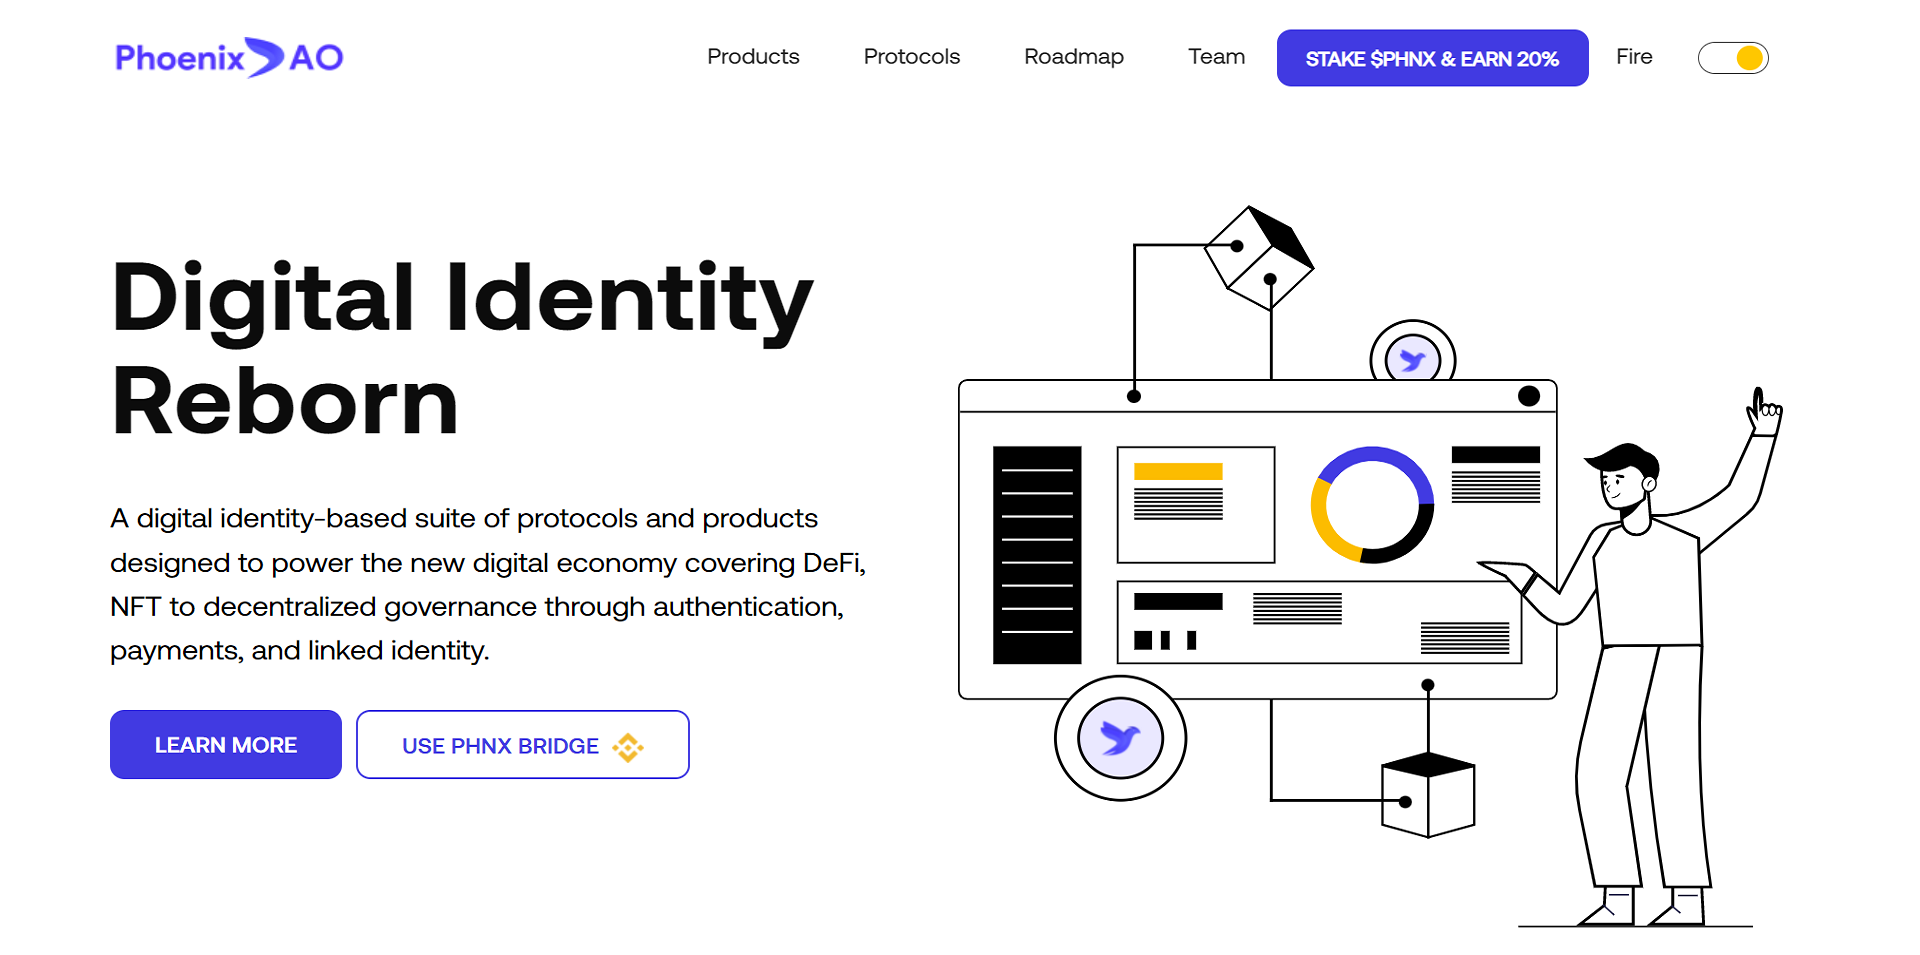 PhoenixDAO
Products
Protocols
Roadmap
Team
STAKE $PHNX & EARN 20%
Fire
Digital Identity
Reborn
A digital identity-based suite of protocols and products
designed to power the new digital economy covering DeFi,
NFT to decentralized governance through authentication,
payments, and linked identity.
LEARN MORE
USE PHNX BRIDGE